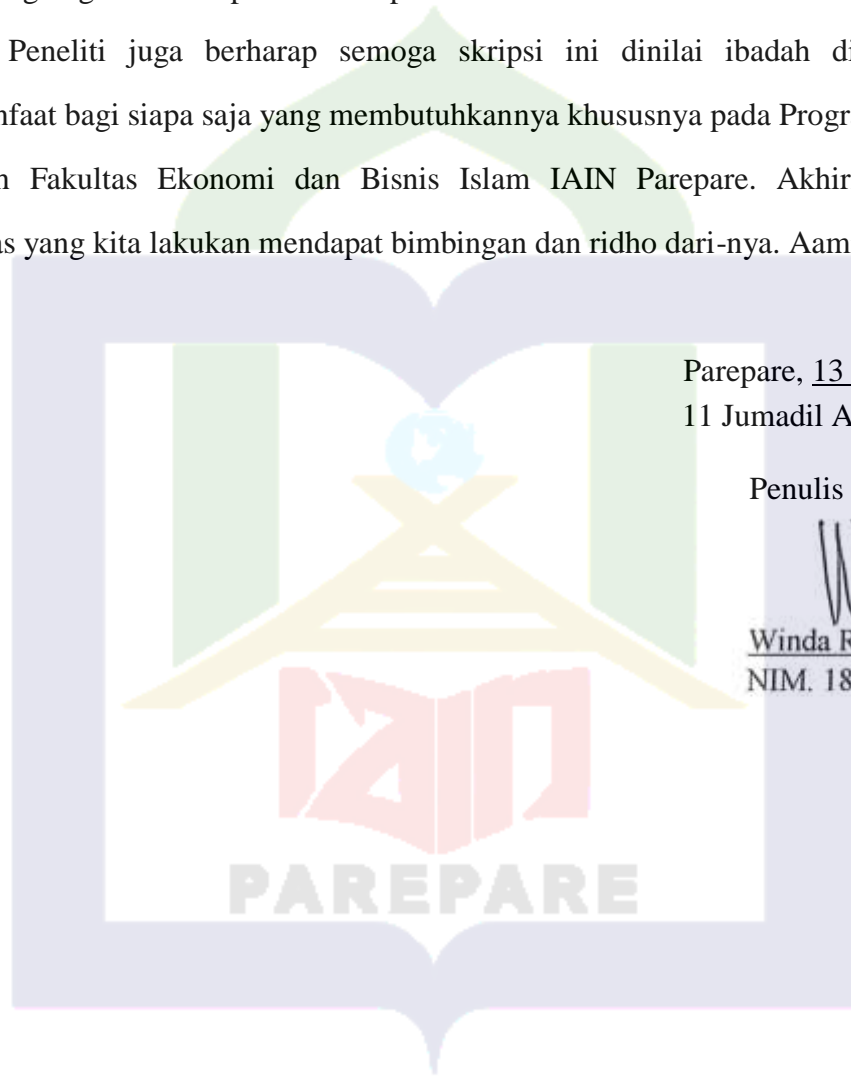 Peneliti juga berharap semoga skripsi ini dinilai ibadah di
nfaat bagi siapa saja yang membutuhkannya khususnya pada Progr
n Fakultas Ekonomi dan Bisnis Islam IAIN Parepare. Akhir
as yang kita lakukan mendapat bimbingan dan ridho dari-nya. Aam
Parepare, 13
11 Jumadil A
Penulis
Winda R
NIM. 18
IAIN
PAREPARE